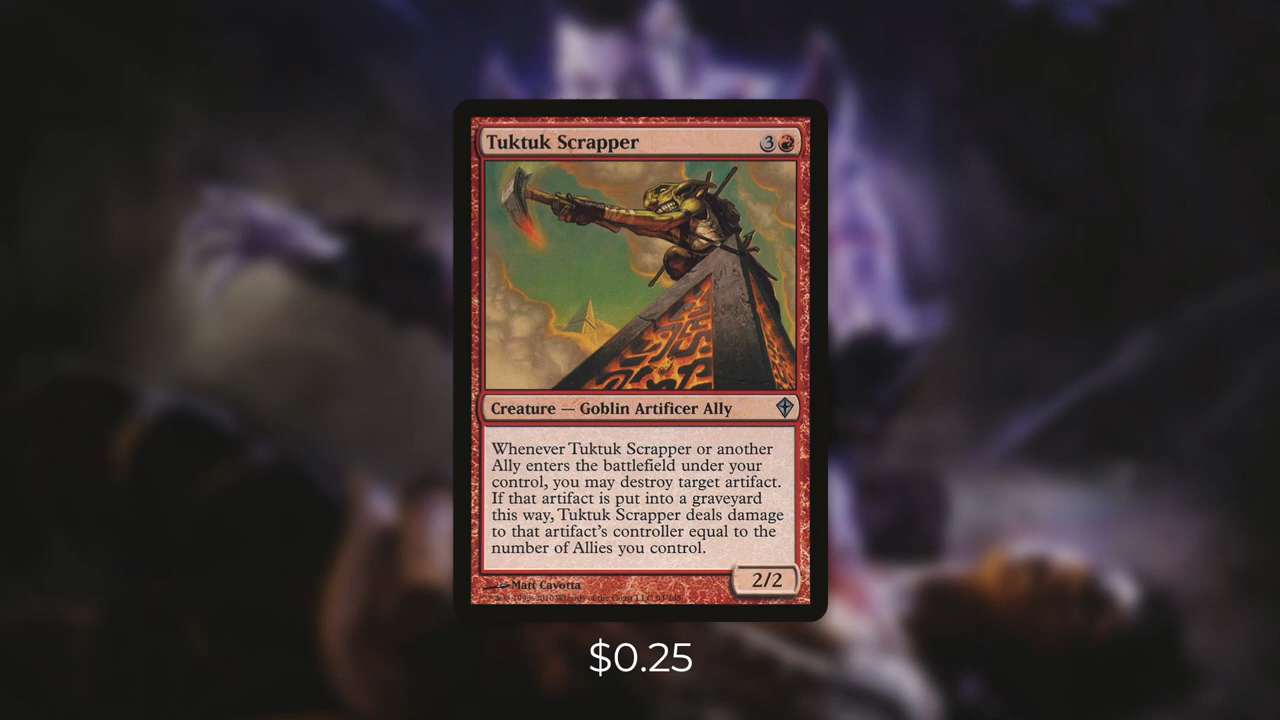 Tuktuk Scrapper 3
Creature — Goblin Artificer Ally
Whenever Tuktuk Scrapper or another
Ally enters the battlefield under your
control, you may destroy target artifact.
If that artifact is put into a graveyard
this way, Tuktuk Scrapper deals damage
to that artifact's controller equal to the
number of Allies you control.
2/2
Matt Cavotta
$0.25